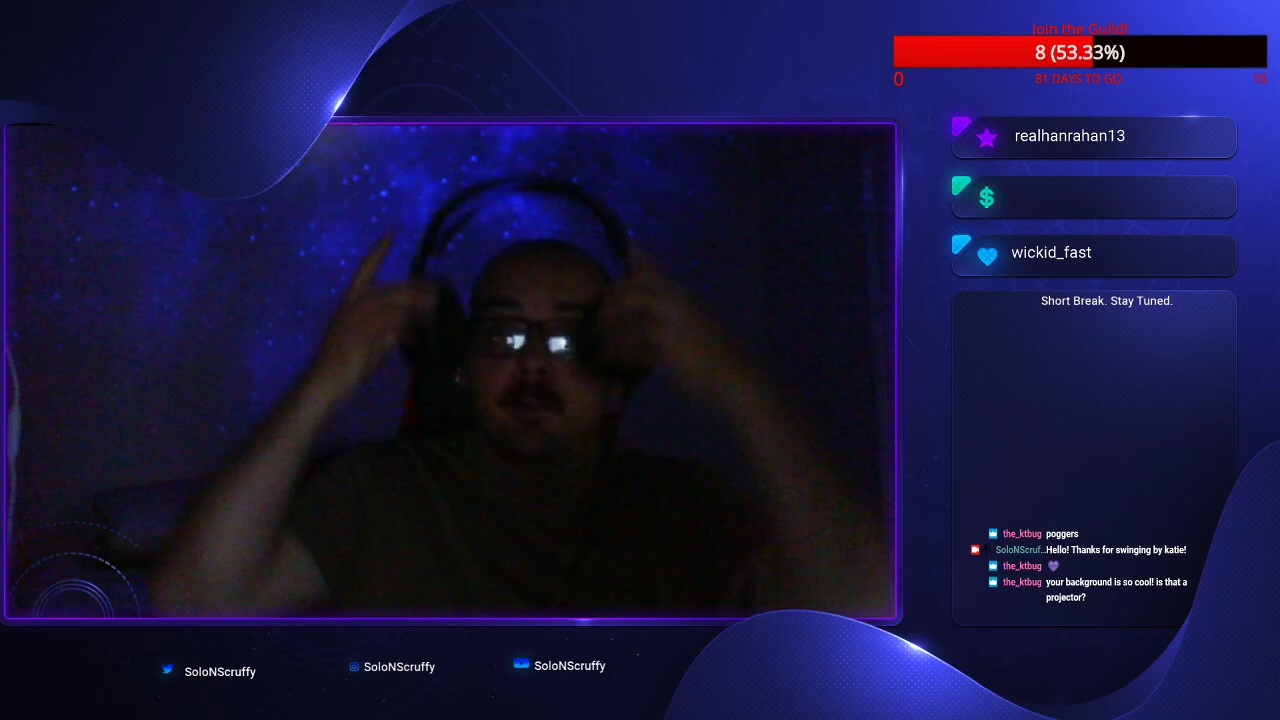 Join the Guild!
8 (53.33%)
0
81 DAYS TO GO
15
realhanrahan13
$
wickid_fast
Short Break. Stay Tuned.
the_ktbug poggers
SoloNScruf...Hello! Thanks for swinging by katie!
the_ktbug 💜
the_ktbug your background is so cool! is that a
projector?
SoloNScruffy
SoloNScruffy
SoloNScruffy